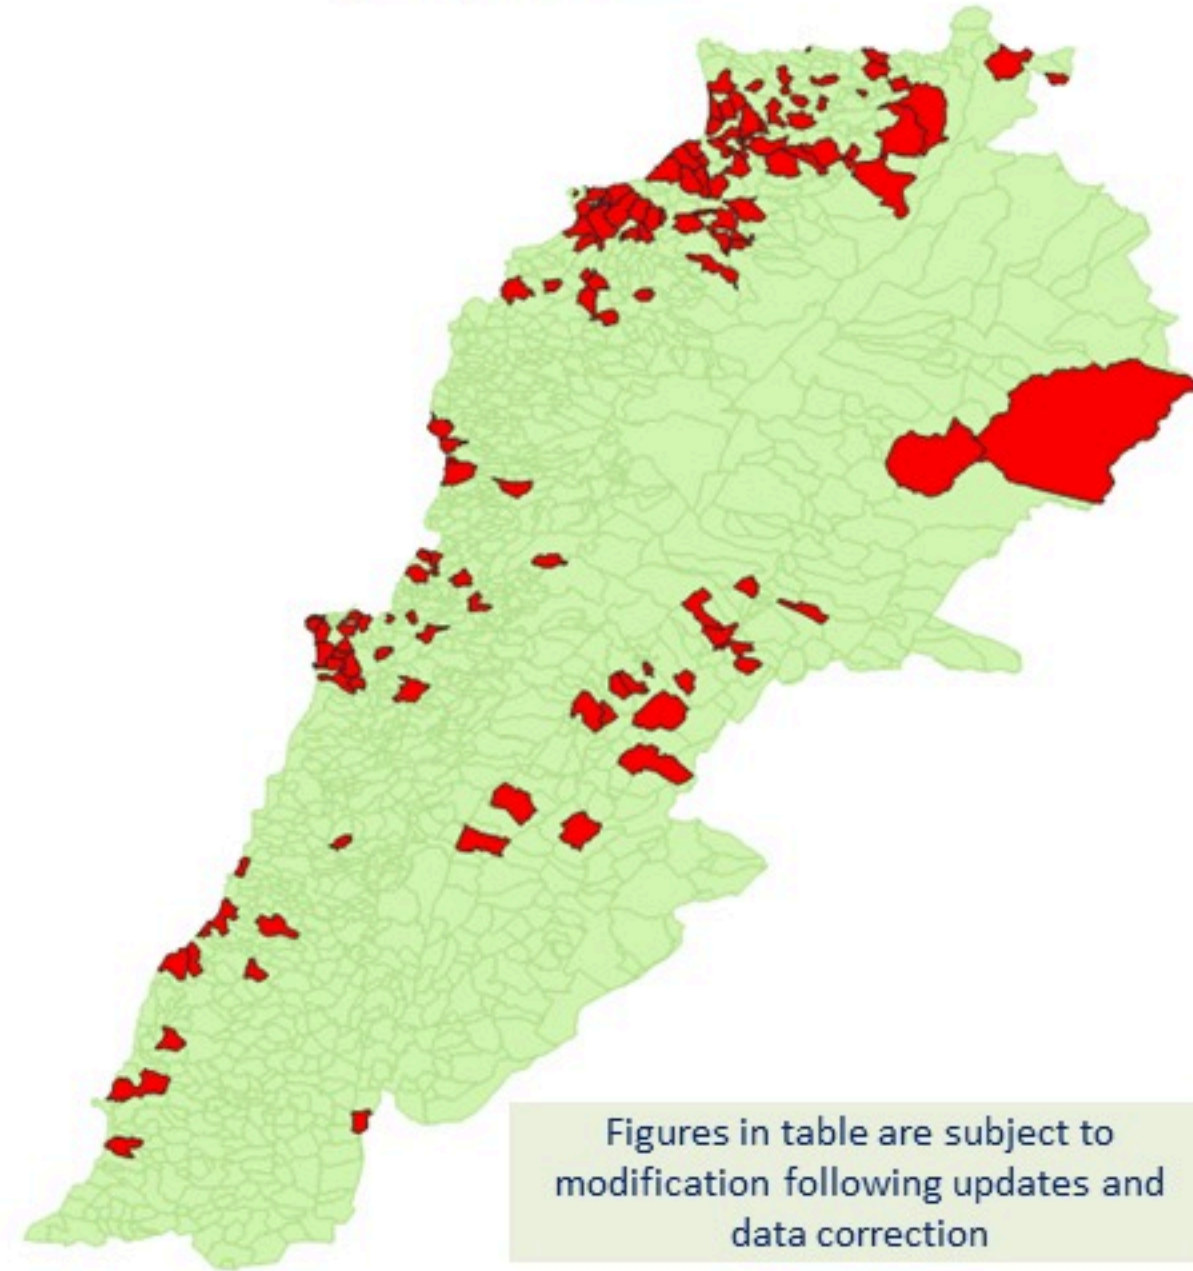 Figures in table are subject to
modification following updates and
data correction